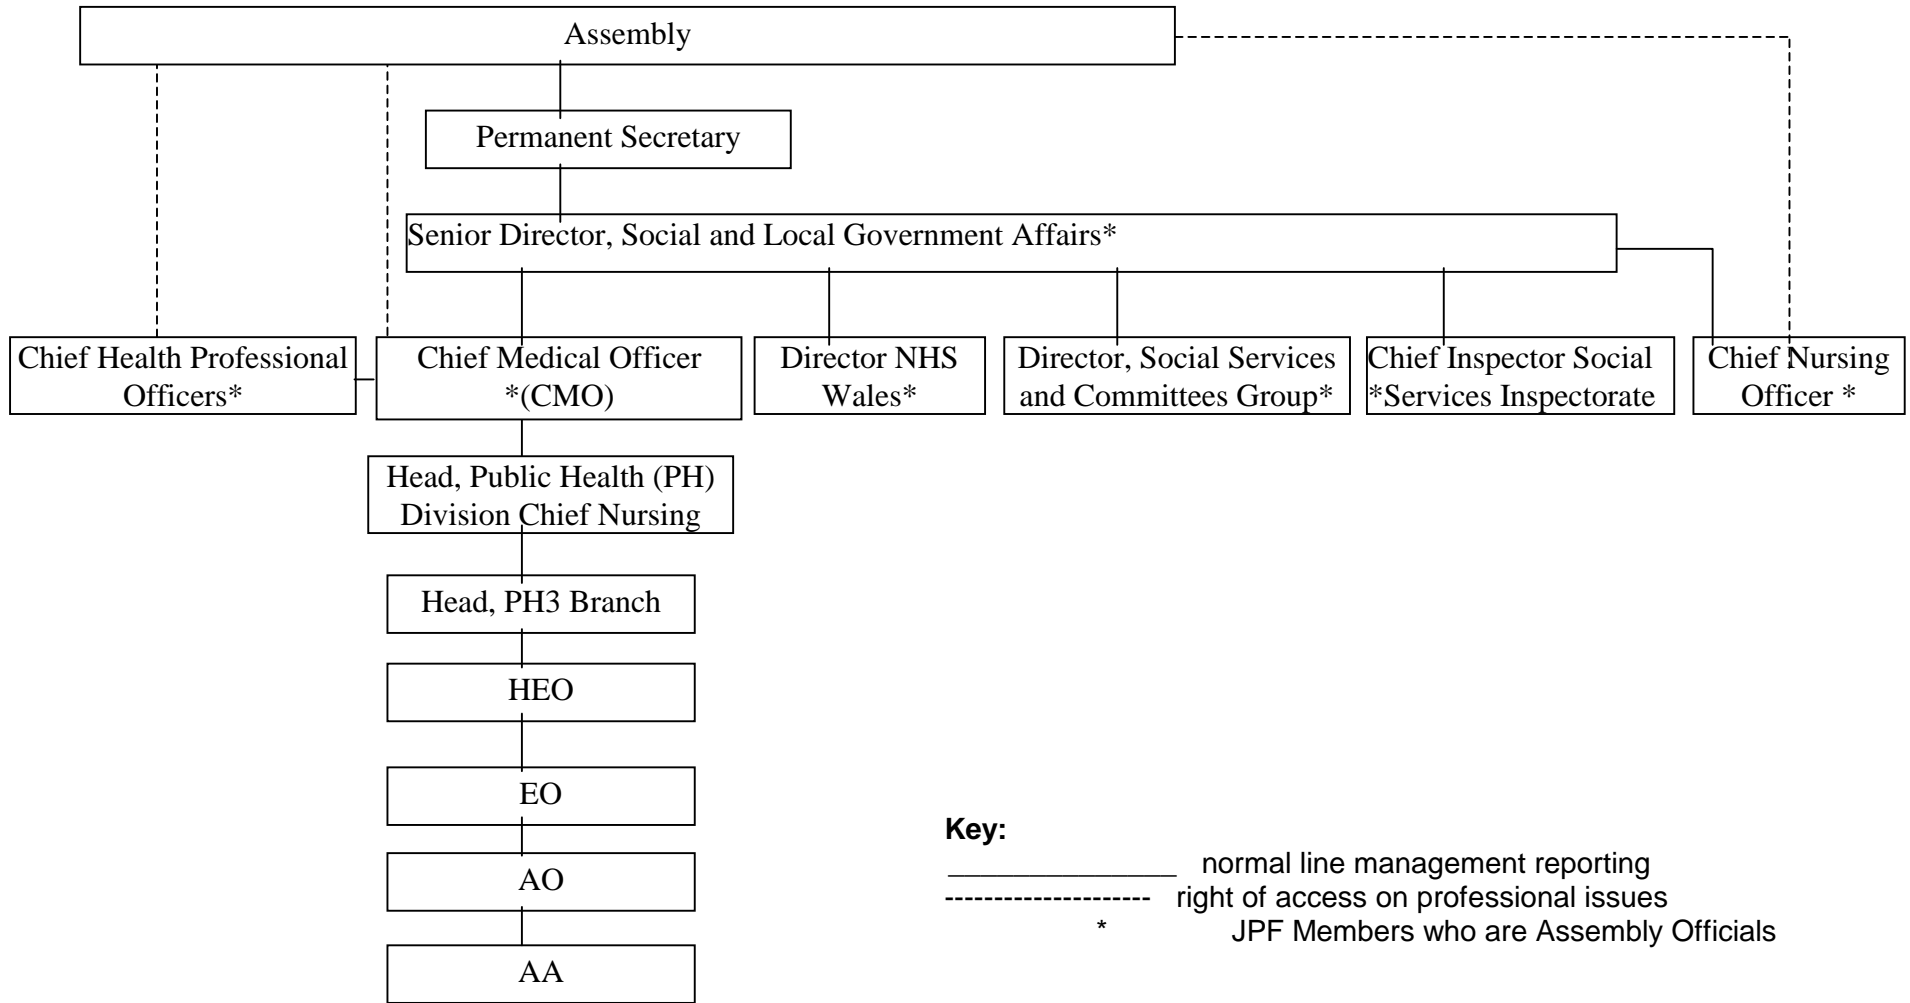 Assembly
Permanent Secretary
Senior Director, Social and Local Government Affairs*
Chief Health Professional
Officers*
Chief Medical Officer
*(CMO)
Director NHS
Wales*
Director, Social Services
and Committees Group*
Chief Inspector Social
*Services Inspectorate
Chief Nursing
Officer *
Head, Public Health (PH)
Division Chief Nursing
Head, PH3 Branch
HEO
EO
AO
AA
Key:
_______________ normal line management reporting
--------------------- right of access on professional issues
* JPF Members who are Assembly Officials